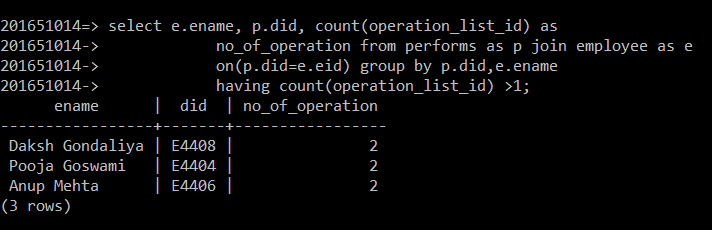 201651014=> select e.ename, p.did, count(operation_list_id) as
201651014-> no_of_operation from performs as p join employee as e
201651014-> on(p.did=e.eid) group by p.did,e.ename
201651014-> having count(operation_list_id) >1;
ename | did | no_of_operation
-----------------+-------+-----------------
Daksh Gondaliya | E4408 | 2
Pooja Goswami | E4404 | 2
Anup Mehta | E4406 | 2
(3 rows)